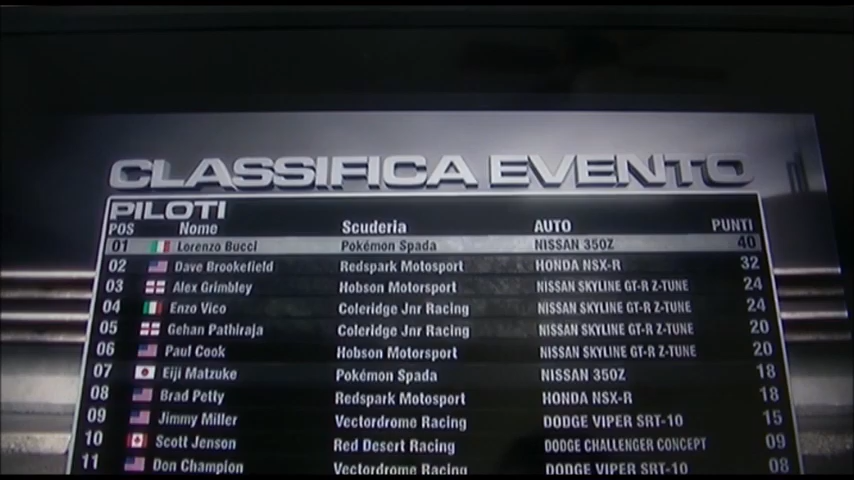 CLASSIFICA EVENTO
PILOTI
POS Nome Scuderia AUTO PUNTI
01 Lorenzo Bucci Pokémon Spada NISSAN 350Z 40
02 Dave Brookefield Redspark Motosport HONDA NSX-R 32
03 Alex Grimbley Hobson Motorsport NISSAN SKYLINE GT-R Z-TUNE 24
04 Enzo Vico Coleridge Jnr Racing NISSAN SKYLINE GT-R Z-TUNE 24
05 Gehan Pathiraja Coleridge Jnr Racing NISSAN SKYLINE GT-R Z-TUNE 20
06 Paul Cook Hobson Motorsport NISSAN SKYLINE GT-R Z-TUNE 20
07 Eiji Matzuke Pokémon Spada NISSAN 350Z 18
08 Brad Petty Redspark Motosport HONDA NSX-R 18
09 Jimmy Miller Vectordrome Racing DODGE VIPER SRT-10 15
10 Scott Jenson Red Desert Racing DODGE CHALLENGER CONCEPT 09
11 Don Champion Vectordrome Racing DODGE VIPER SRT-10 08